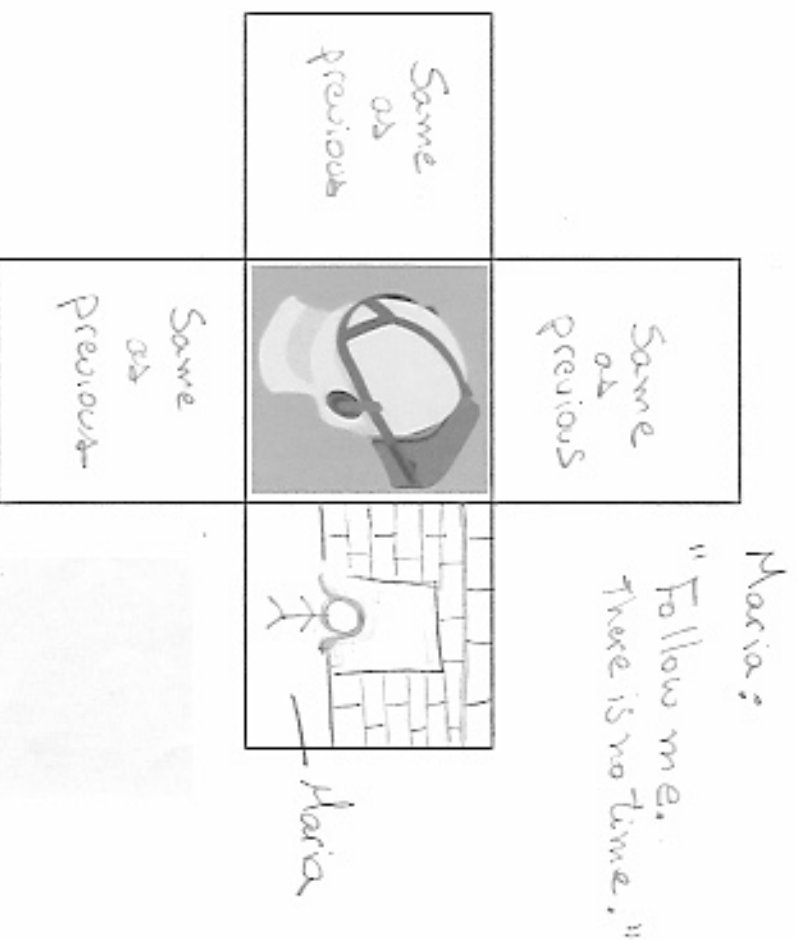 Maria:
"Follow me.
There is no time."
Same
as
previous
Same
as
previous
Maria
Same
as
previous